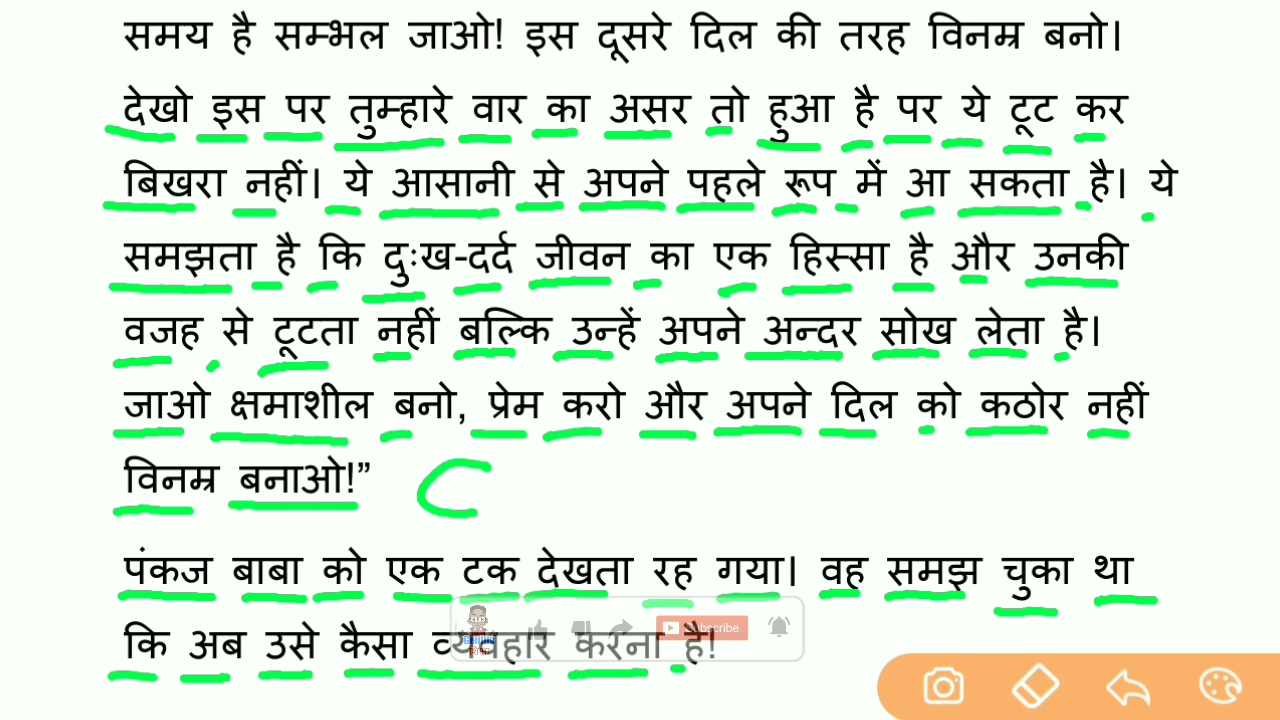 समय है सम्भल जाओ! इस दूसरे दिल की तरह विनम्र बनो।
देखो इस पर तुम्हारे वार का असर तो हुआ है पर ये टूट कर
बिखरा नहीं। ये आसानी से अपने पहले रूप में आ सकता है। ये
समझता है कि दुःख-दर्द जीवन का एक हिस्सा है और उनकी
वजह से टूटता नहीं बल्कि उन्हें अपने अन्दर सोख लेता है।
जाओ क्षमाशील बनो, प्रेम करो और अपने दिल को कठोर नहीं
विनम्र बनाओ!”
पंकज बाबा को एक टक देखता रह गया। वह समझ चुका था
कि अब उसे कैसा व्यवहार करना है!
Subscribe